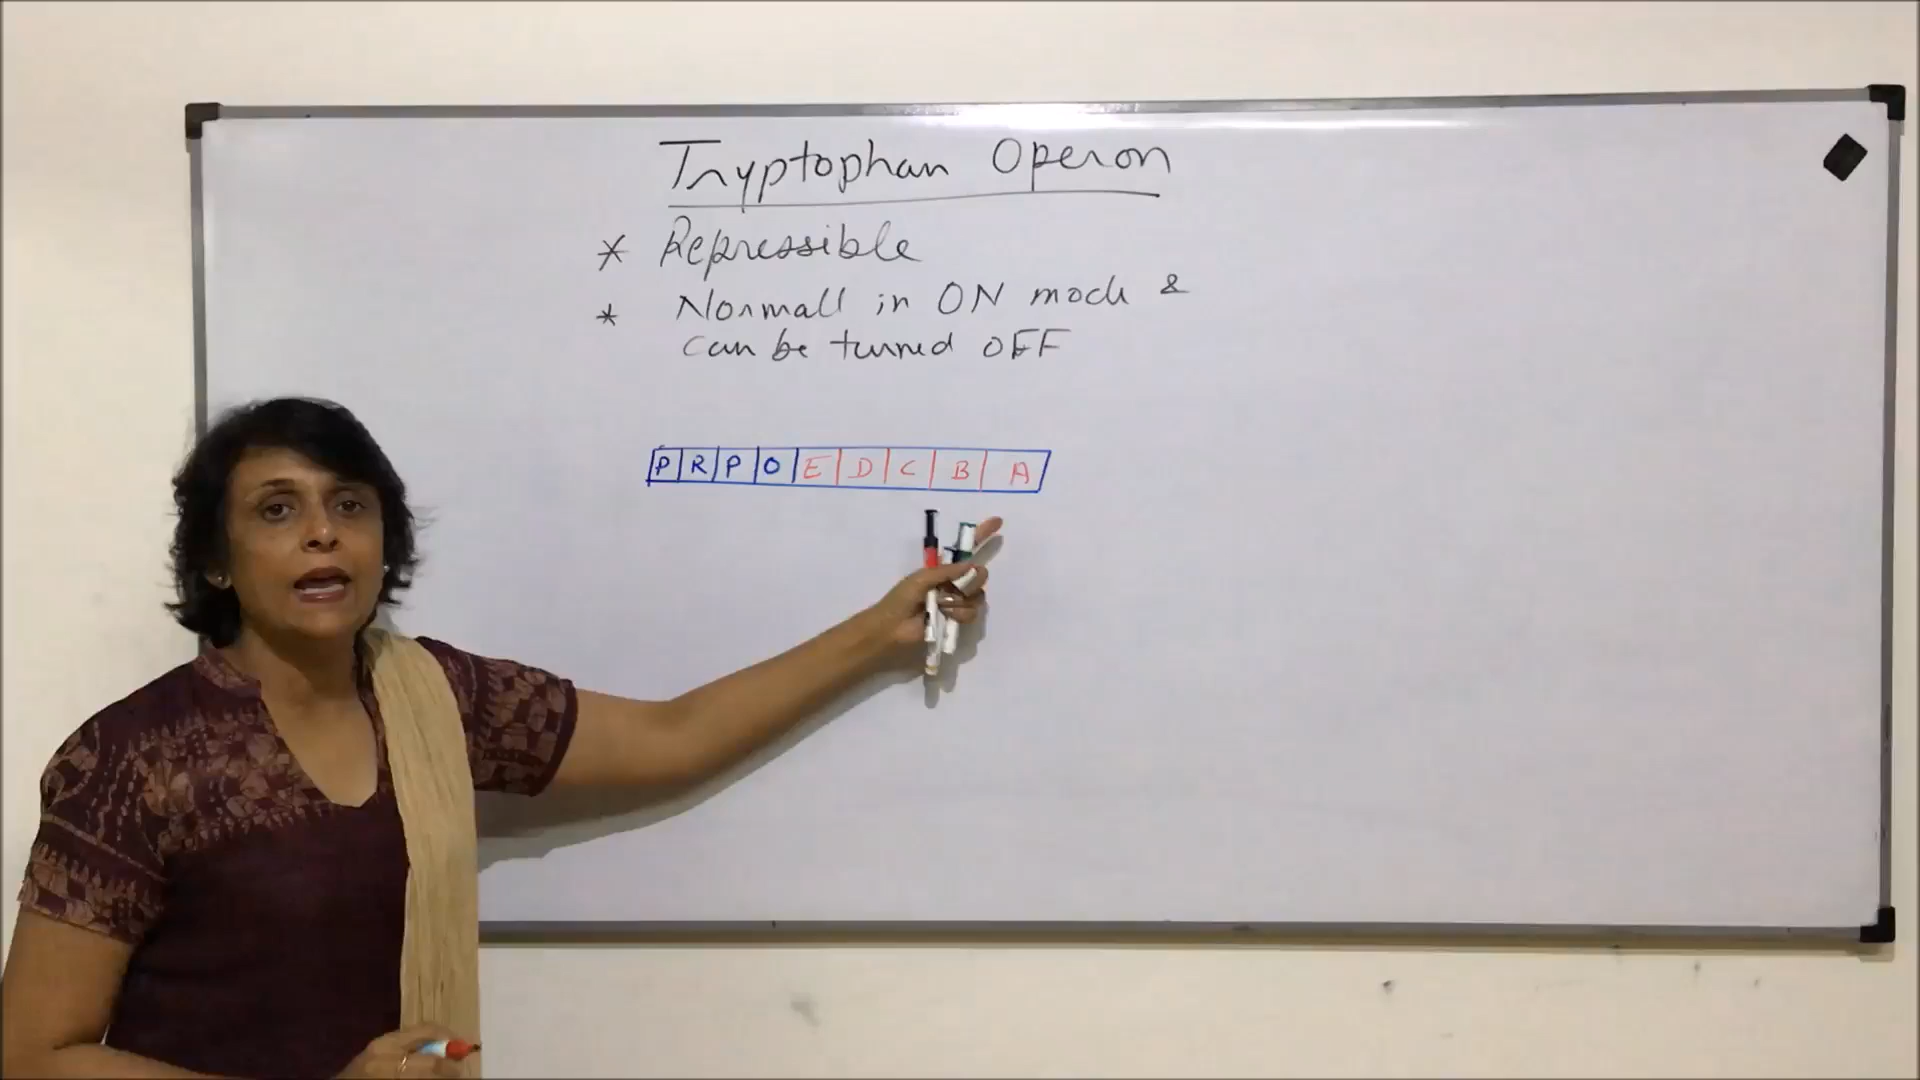 Tryptophan Operon
* Repressible
* Normall in ON mode &
can be turned OFF
P R P O E D C B A